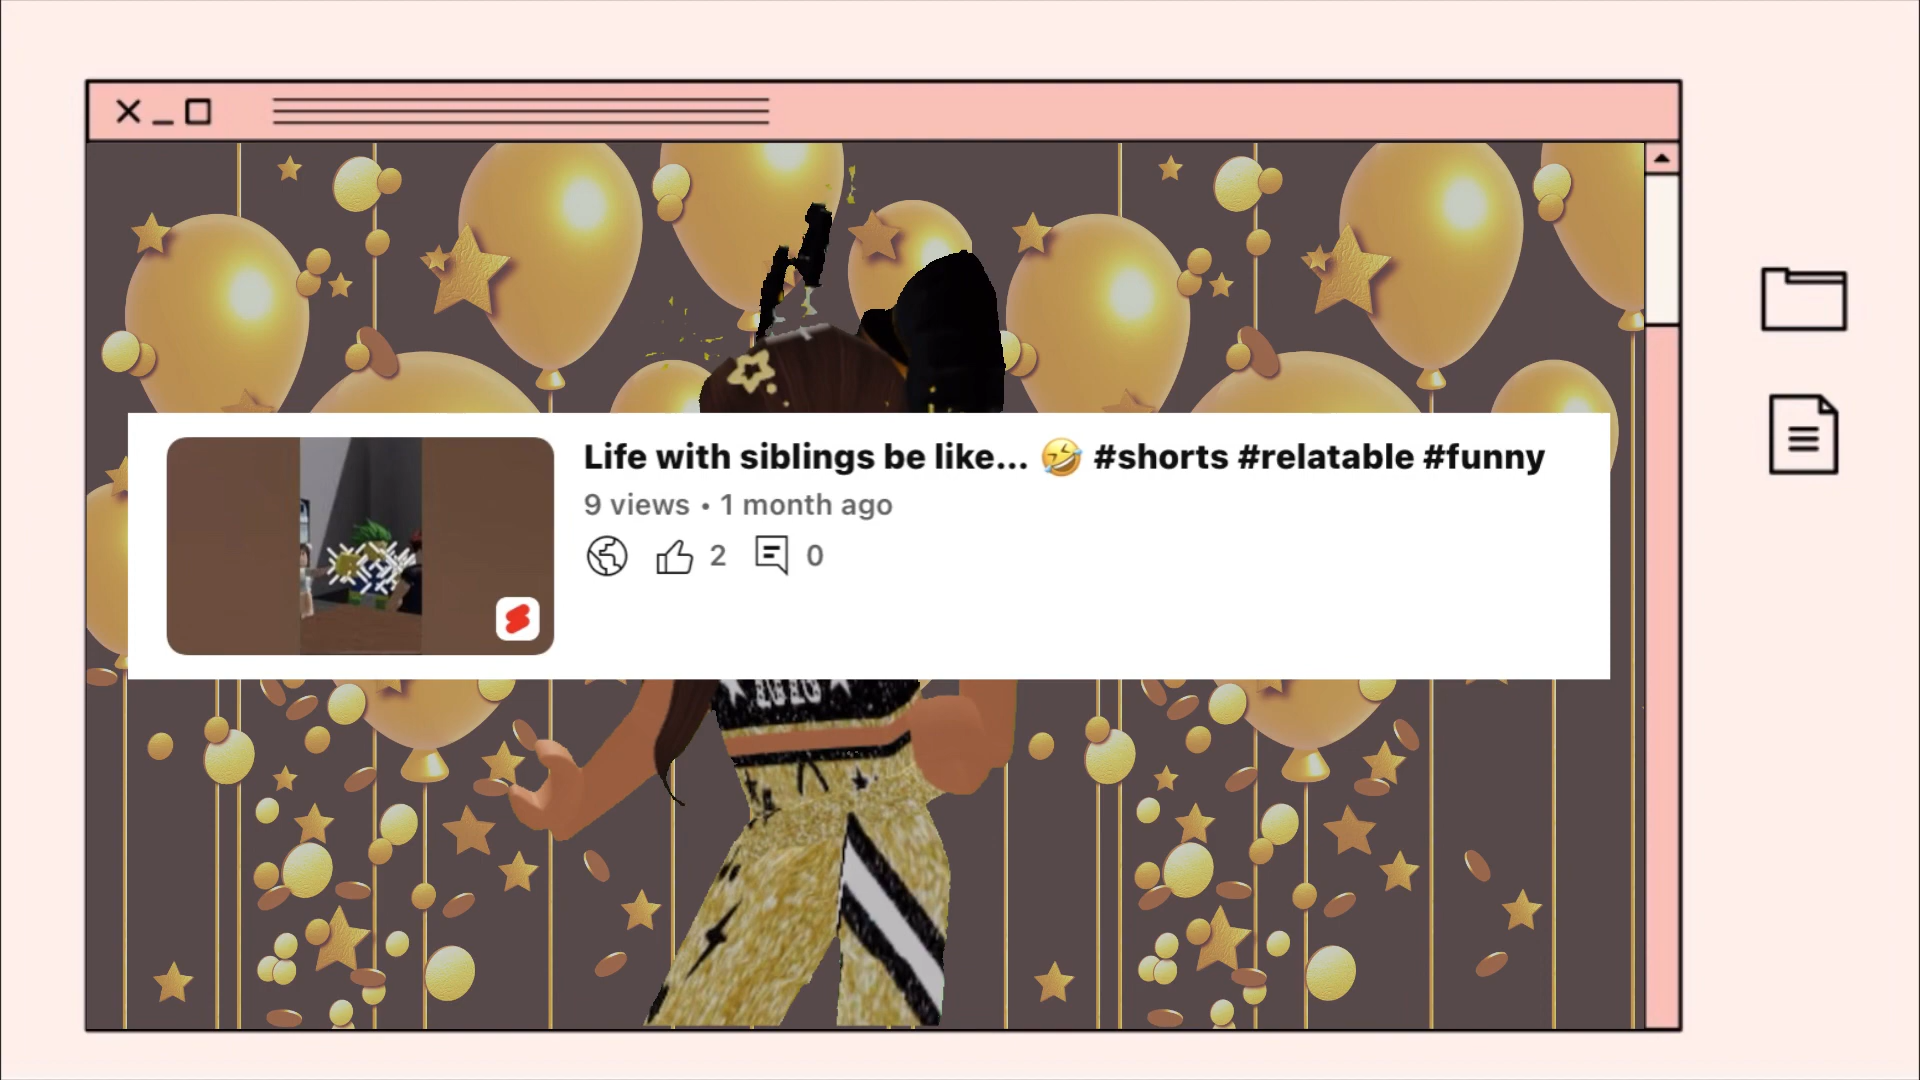 Life with siblings be like... 🤣 #shorts #relatable #funny
9 views • 1 month ago
2 0